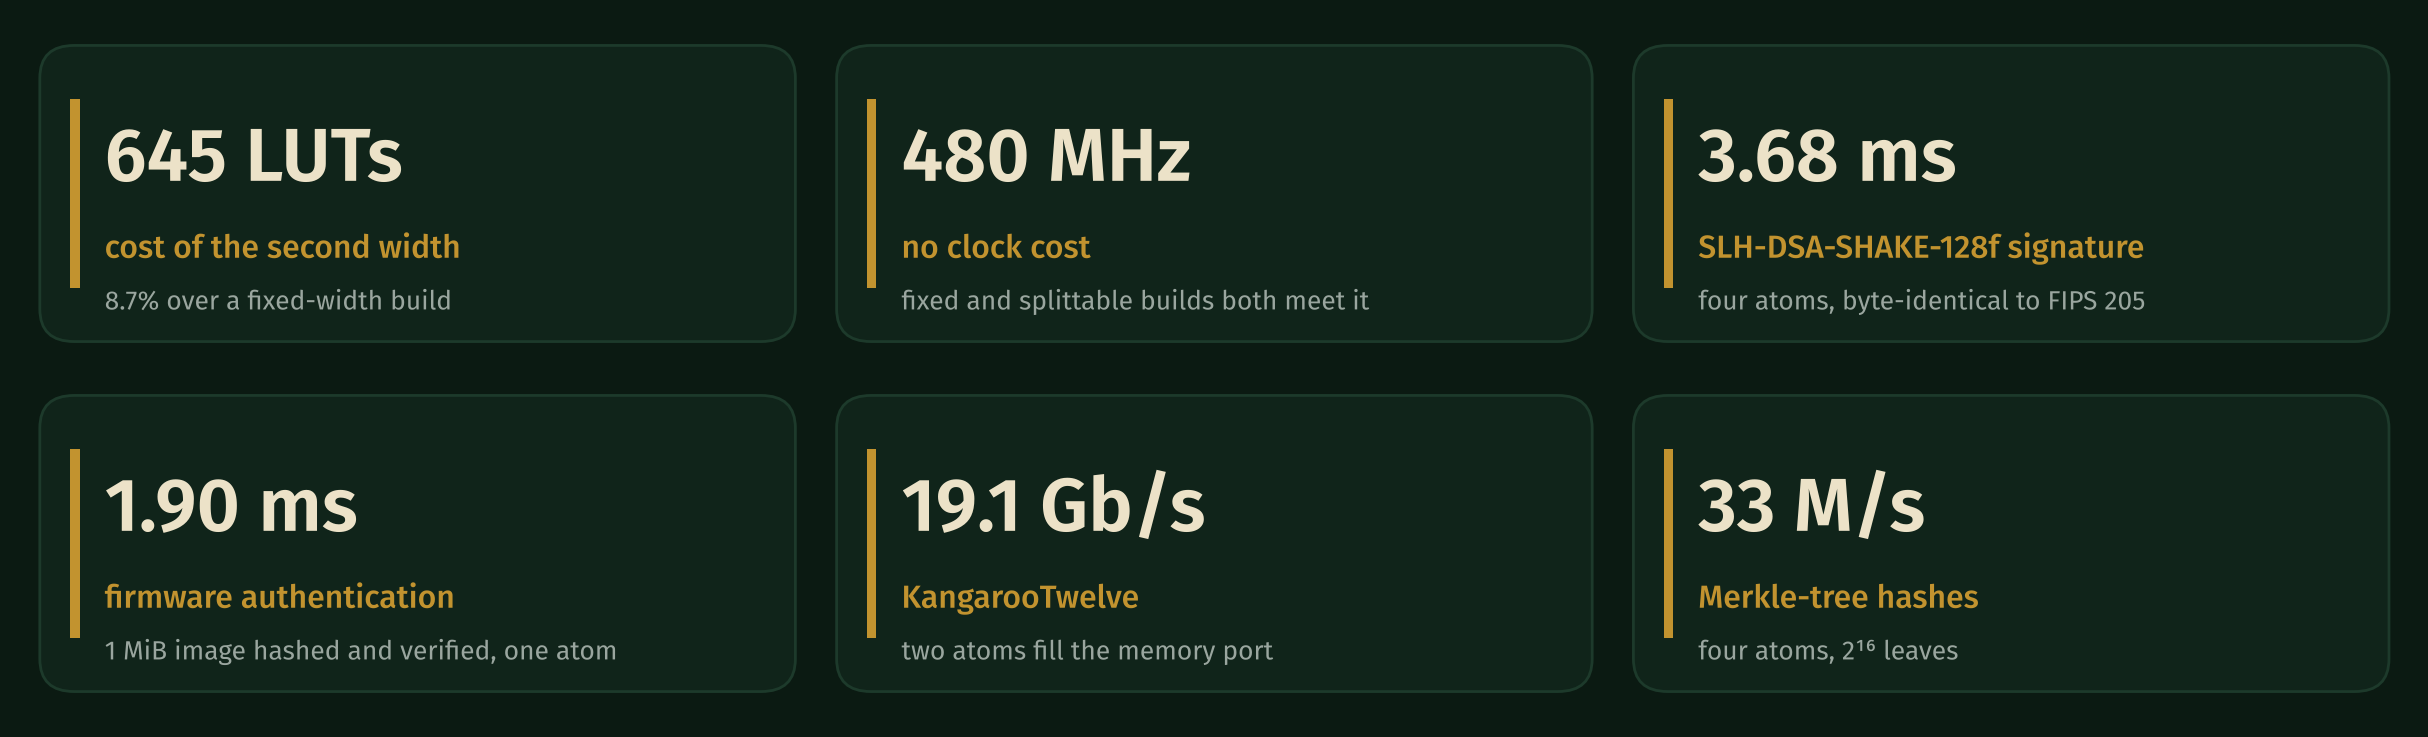 645 LUTs
cost of the second width
8.7% over a fixed-width build
480 MHz
no clock cost
fixed and splittable builds both meet it
3.68 ms
SLH-DSA-SHAKE-128f signature
four atoms, byte-identical to FIPS 205
1.90 ms
firmware authentication
1 MiB image hashed and verified, one atom
19.1 Gb/s
KangarooTwelve
two atoms fill the memory port
33 M/s
Merkle-tree hashes
four atoms, 2¹⁶ leaves